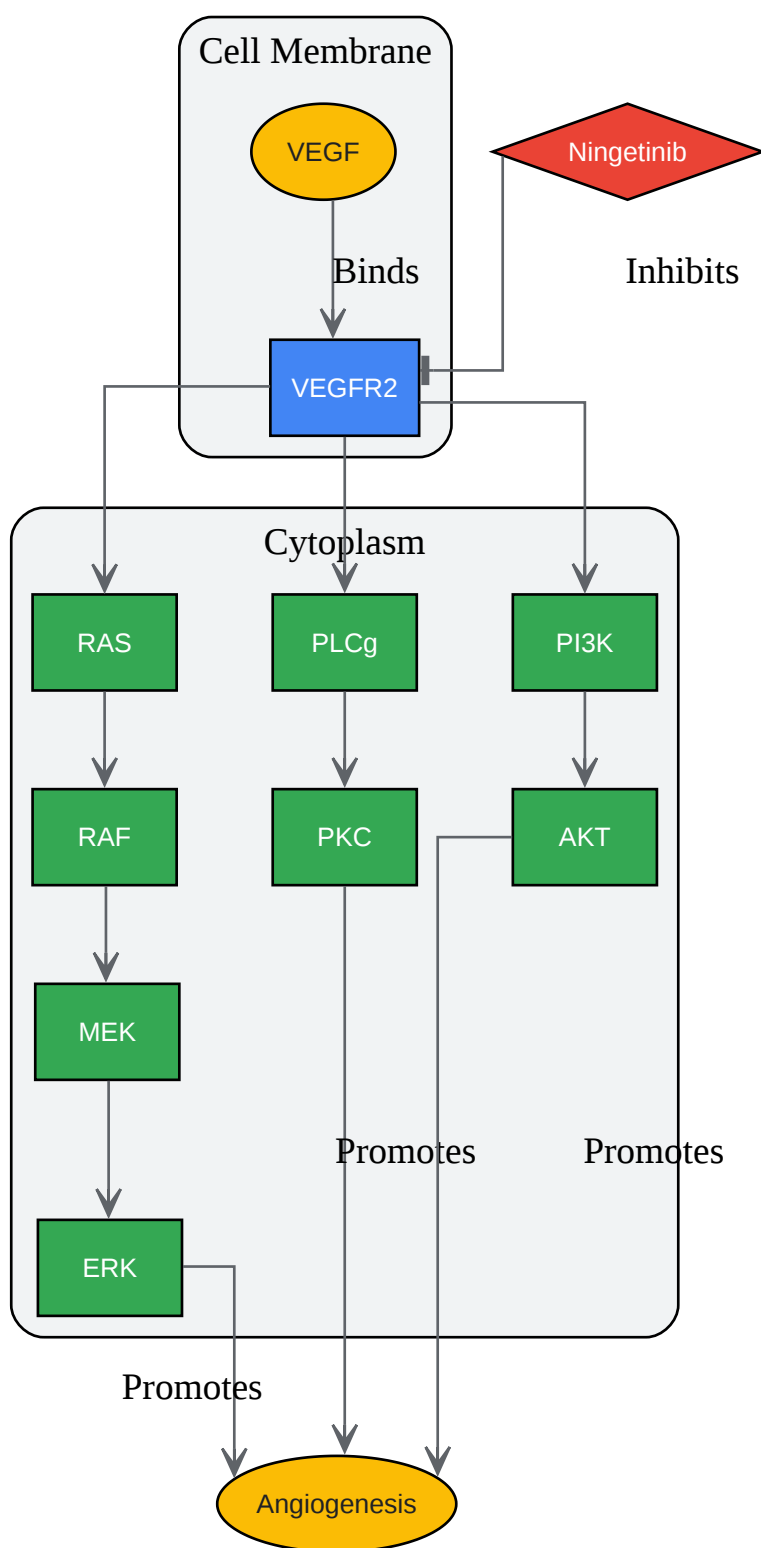 Cell Membrane
VEGF
Ningetinib
Binds
Inhibits
VEGFR2
Cytoplasm
RAS
PLCg
PI3K
RAF
PKC
AKT
MEK
Promotes
Promotes
ERK
Promotes
Angiogenesis